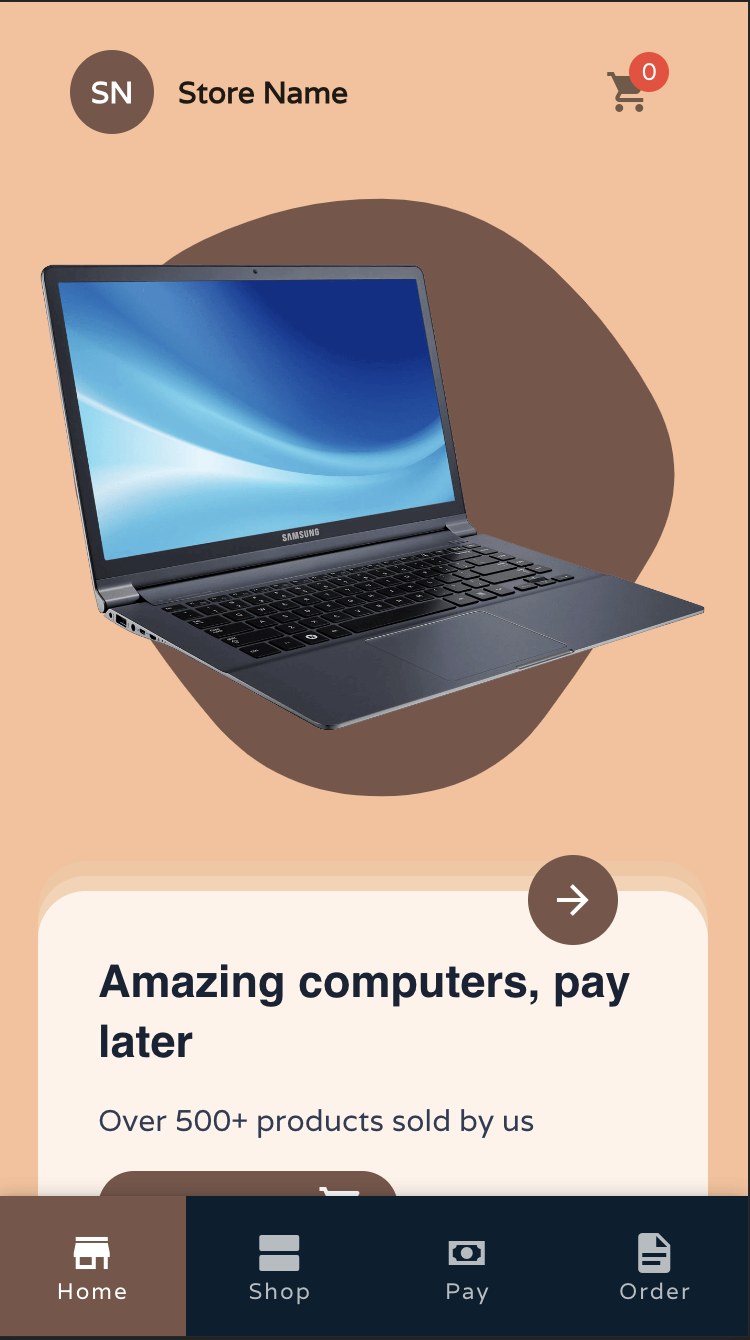 SN
Store Name
0
SAMSUNG
Amazing computers, pay
later
Over 500+ products sold by us
Home
Shop
Pay
Order